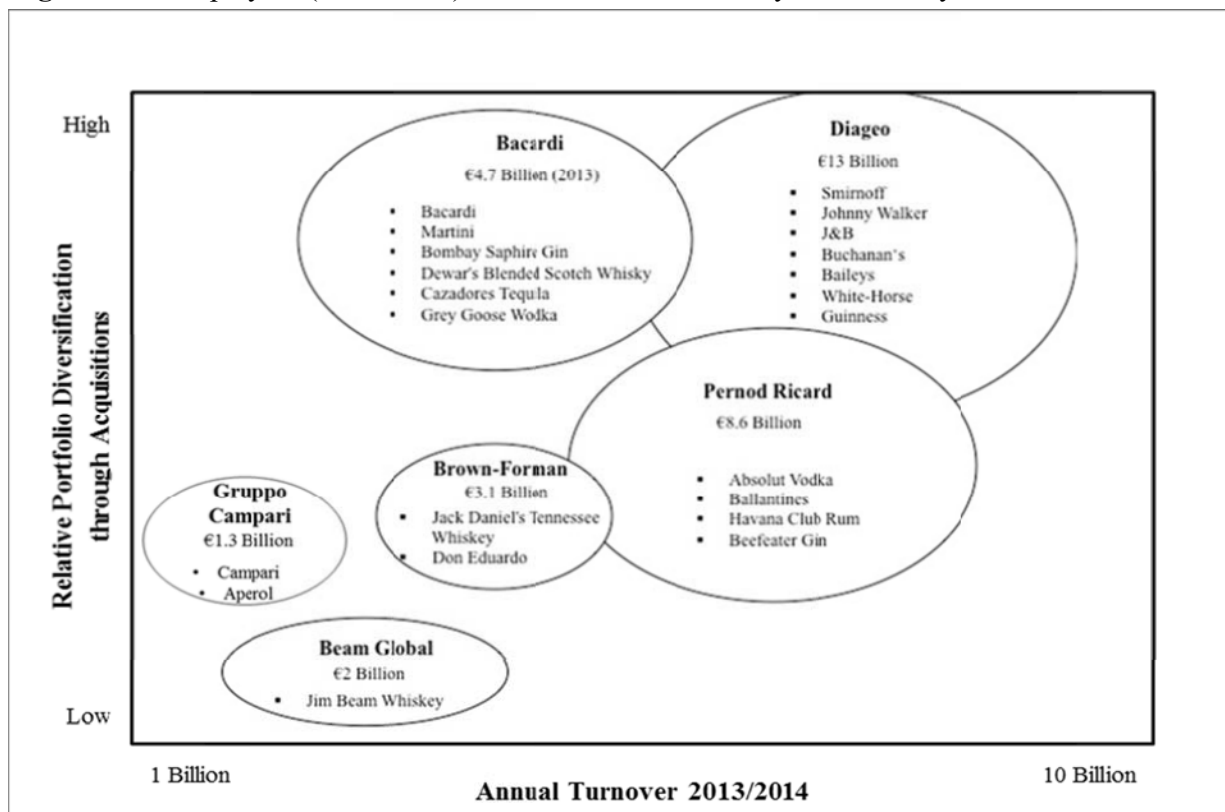 High
Relative Portfolio Diversification
through Acquisitions
Low
Bacardi
€4.7 Billion (2013)
▪ Bacardi
▪ Martini
▪ Bombay Saphire Gin
▪ Dewar's Blended Scotch Whisky
▪ Cazadores Tequila
▪ Grey Goose Wodka
Diageo
€13 Billion
▪ Smirnoff
▪ Johnny Walker
▪ J&B
▪ Buchanan's
▪ Baileys
▪ White-Horse
▪ Guinness
Pernod Ricard
€8.6 Billion
▪ Absolut Vodka
▪ Ballantines
▪ Havana Club Rum
▪ Beefeater Gin
Brown-Forman
€3.1 Billion
▪ Jack Daniel's Tennessee
Whiskey
▪ Don Eduardo
Gruppo
Campari
€1.3 Billion
• Campari
• Aperol
Beam Global
€2 Billion
▪ Jim Beam Whiskey
1 Billion
Annual Turnover 2013/2014
10 Billion